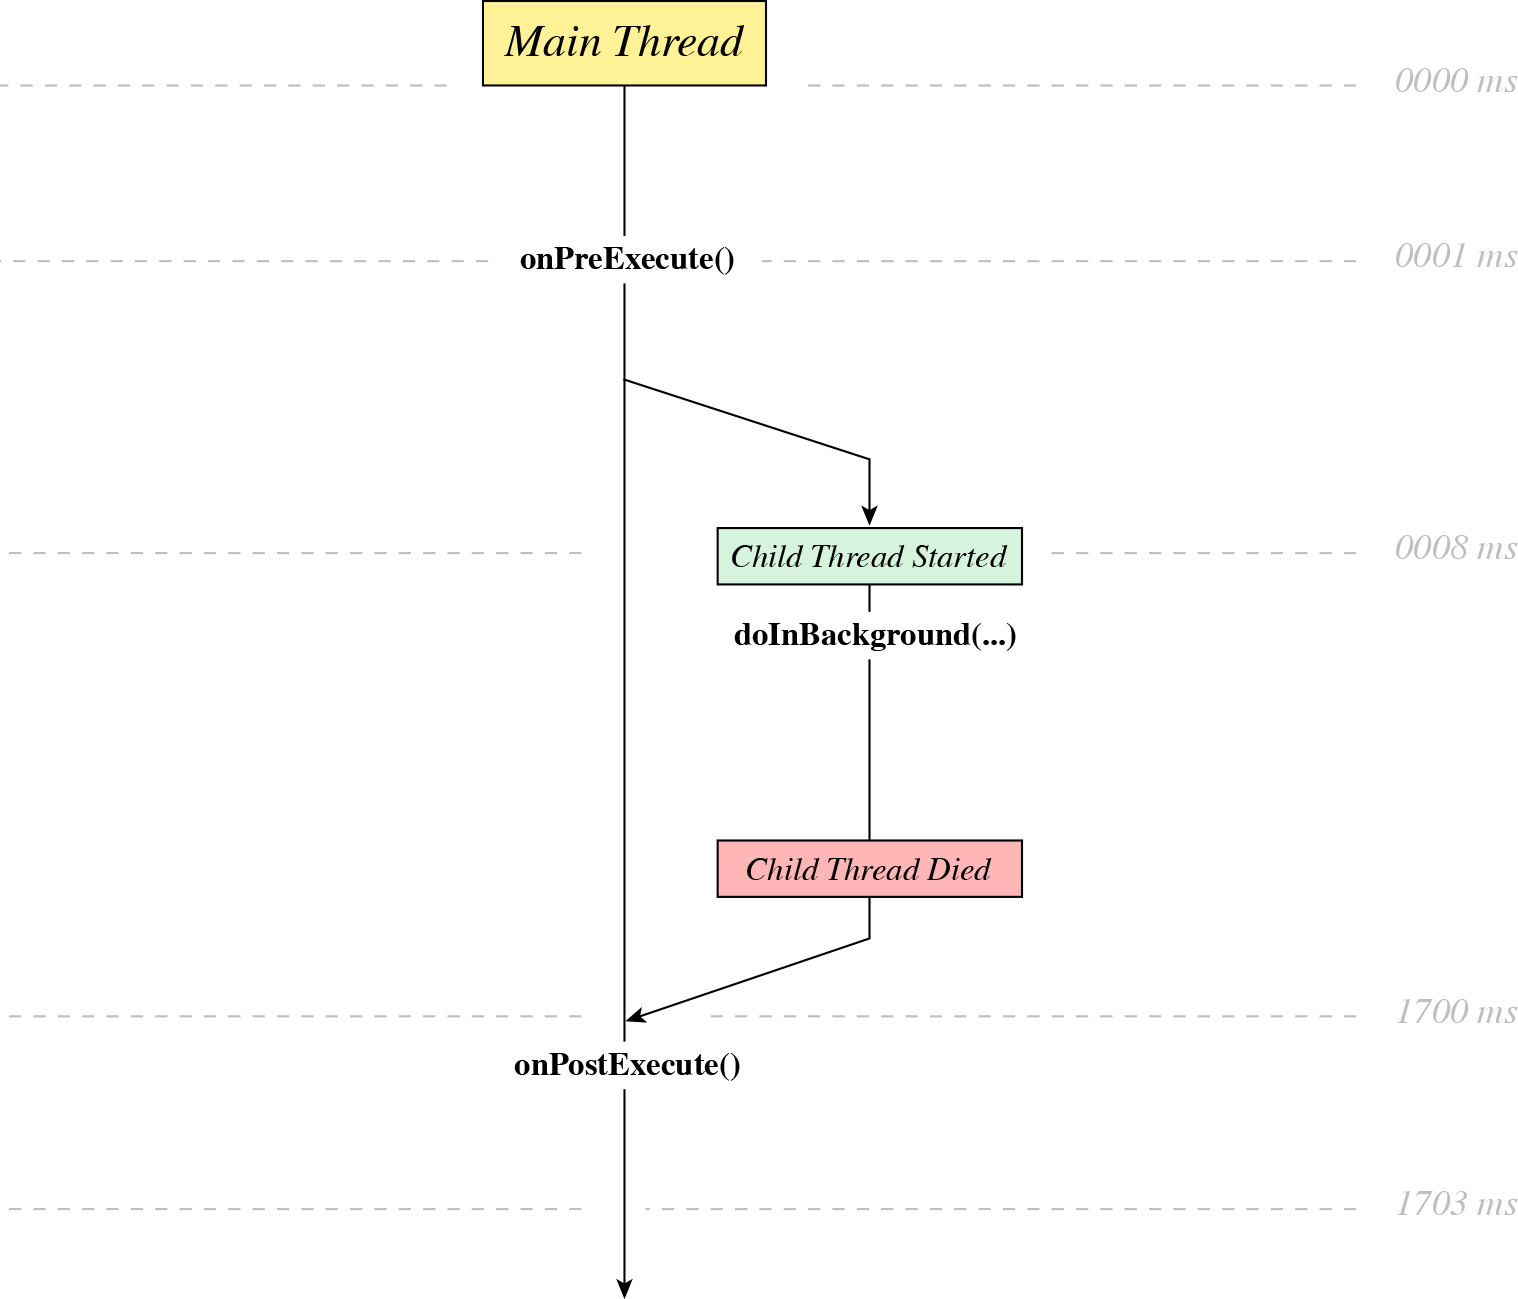 Main Thread
0000 ms
onPreExecute()
0001 ms
Child Thread Started
0008 ms
doInBackground(...)
Child Thread Died
1700 ms
onPostExecute()
1703 ms